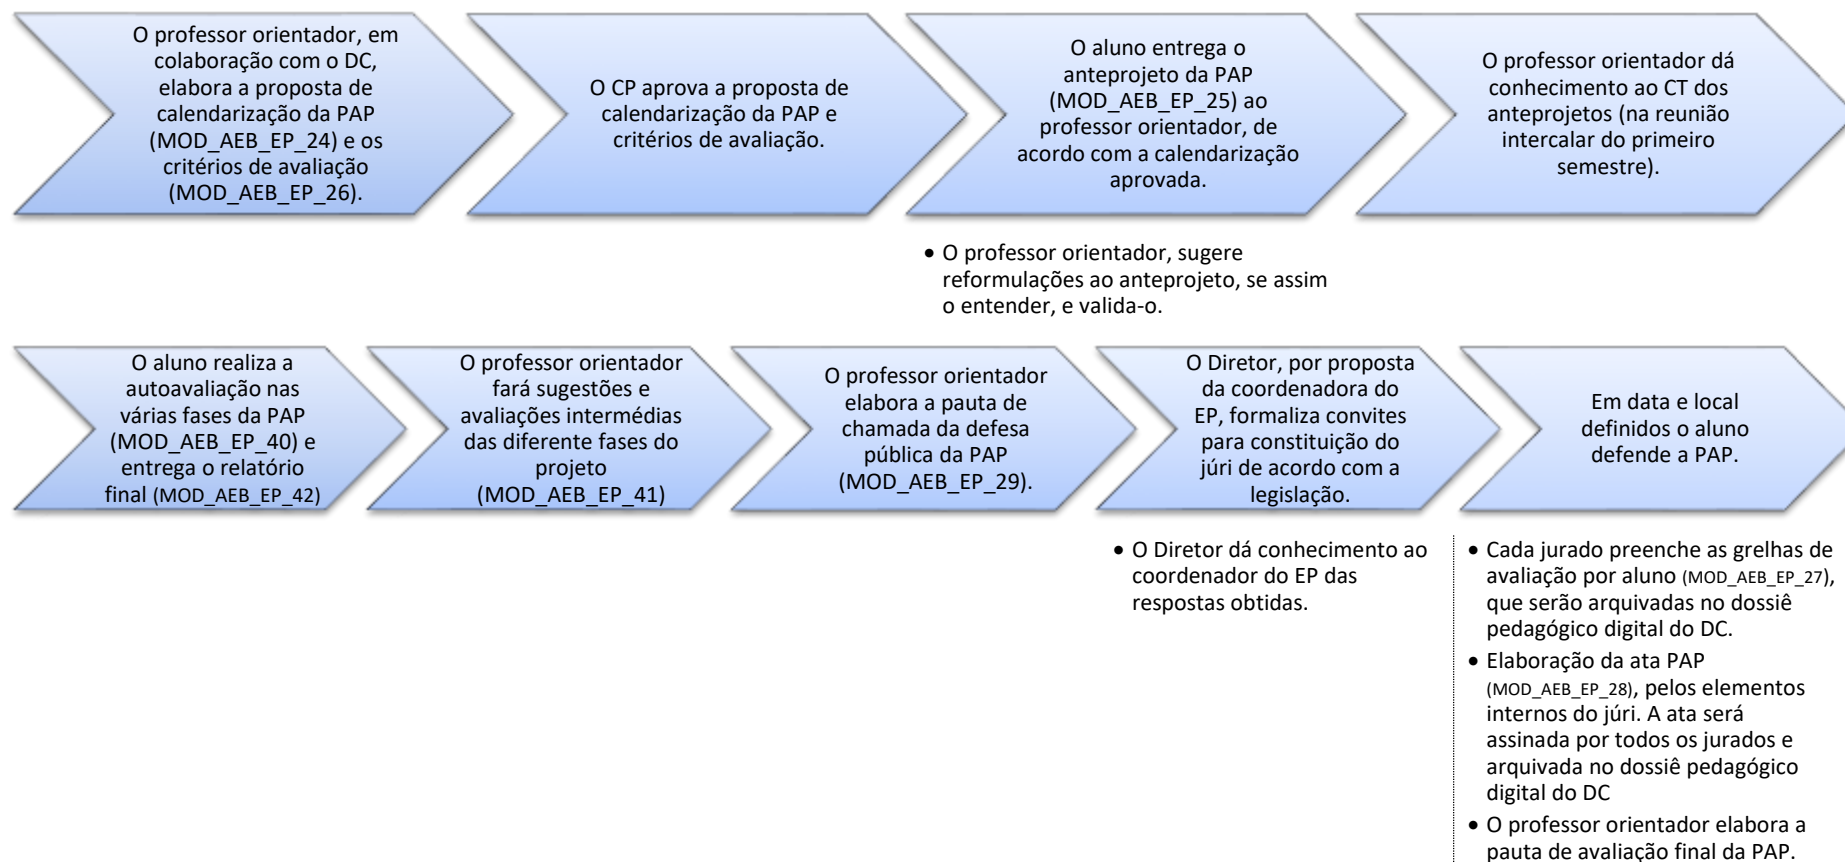 O professor orientador, em
colaboração com o DC,
elabora a proposta de
calendarização da PAP
(MOD_AEB_EP_24) e os
critérios de avaliação
(MOD_AEB_EP_26).
O CP aprova a proposta de
calendarização da PAP e
critérios de avaliação.
O aluno entrega o
anteprojeto da PAP
(MOD_AEB_EP_25) ao
professor orientador, de
acordo com a calendarização
aprovada.
O professor orientador dá
conhecimento ao CT dos
anteprojetos (na reunião
intercalar do primeiro
semestre).
• O professor orientador, sugere
reformulações ao anteprojeto, se assim
o entender, e valida-o.
O aluno realiza a
autoavaliação nas
várias fases da PAP
(MOD_AEB_EP_40) e
entrega o relatório
final (MOD_AEB_EP_42)
O professor orientador
fará sugestões e
avaliações intermédias
das diferente fases do
projeto
(MOD_AEB_EP_41)
O professor orientador
elabora a pauta de
chamada da defesa
pública da PAP
(MOD_AEB_EP_29).
O Diretor, por proposta
da coordenadora do
EP, formaliza convites
para constituição do
júri de acordo com a
legislação.
Em data e local
definidos o aluno
defende a PAP.
• O Diretor dá conhecimento ao
coordenador do EP das
respostas obtidas.
• Cada jurado preenche as grelhas de
avaliação por aluno (MOD_AEB_EP_27),
que serão arquivadas no dossiê
pedagógico digital do DC.
• Elaboração da ata PAP
(MOD_AEB_EP_28), pelos elementos
internos do júri. A ata será
assinada por todos os jurados e
arquivada no dossiê pedagógico
digital do DC
• O professor orientador elabora a
pauta de avaliação final da PAP.